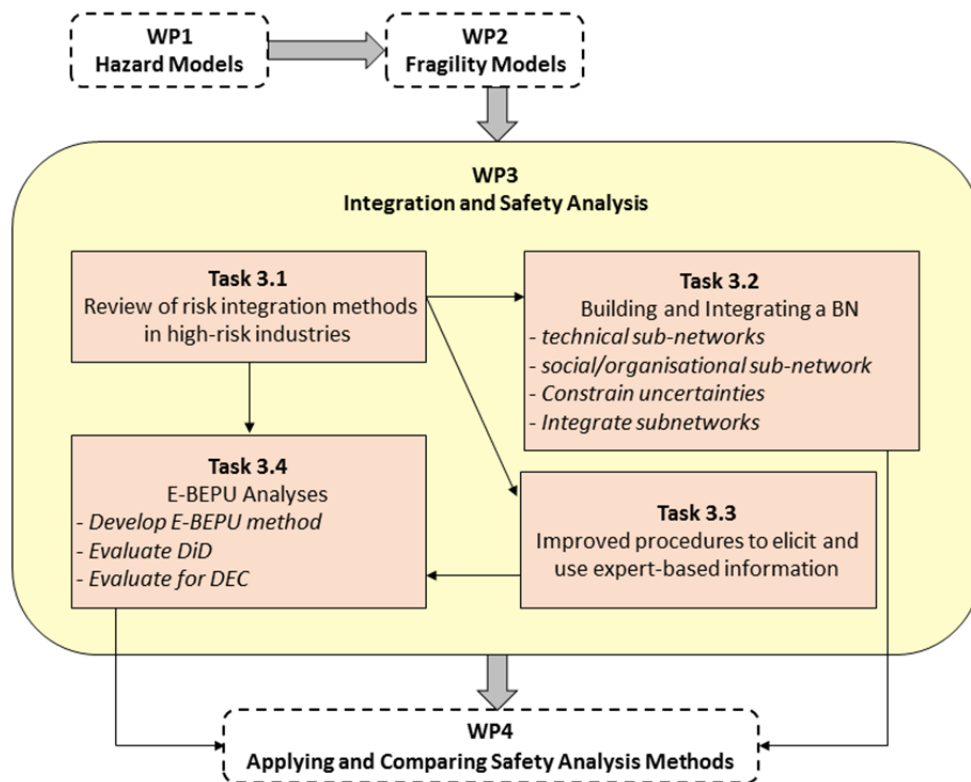 WP1
Hazard Models
WP2
Fragility Models
WP3
Integration and Safety Analysis
Task 3.1
Review of risk integration methods
in high-risk industries
Task 3.2
Building and Integrating a BN
- technical sub-networks
- social/organisational sub-network
- Constrain uncertainties
- Integrate subnetworks
Task 3.4
E-BEPU Analyses
- Develop E-BEPU method
- Evaluate DiD
- Evaluate for DEC
Task 3.3
Improved procedures to elicit and
use expert-based information
WP4
Applying and Comparing Safety Analysis Methods